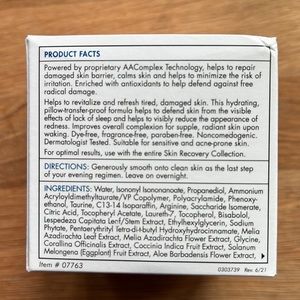 PRODUCT FACTS
Powered by proprietary AAComplex Technology, helps to repair
damaged skin barrier, calms skin and helps to minimize the risk of
irritation. Enriched with antioxidants to help defend against free
radical damage.
Helps to revitalize and refresh tired, damaged skin. This hydrating,
pillow-transfer-proof formula helps to defend skin from the visible
effects of lack of sleep and helps to visibly reduce the appearance of
redness. Improves overall complexion for supple, radiant skin upon
waking. Dye-free, fragrance-free, paraben-free. Noncomedogenic.
Dermatologist Tested. Suitable for sensitive and acne-prone skin.
For optimal results, use with the entire Skin Recovery Collection.
DIRECTIONS: Generously smooth onto clean skin as the last step
of your evening regimen. Leave on overnight.
INGREDIENTS: Water, Isononyl Isononanoate, Propanediol, Ammonium
Acryloyldimethyltaurate/VP Copolymer, Polyacrylamide, Phenoxy-
ethanol, Tourine, C13-14 Isoparaffin, Arginine, Saccharide Isomerate,
Citric Acid, Tocopheryl Acetate, Laureth-7, Tocopherol, Bisabolol,
Lespedeza Capitata Leaf/Stem Extract, Ethylhexylglycerin, Sodium
Phytate, Pentaerythrityl Tetra-di-t-butyl Hydroxyhydrocinnamate, Melia
Azadirachta Leaf Extract, Melia Azadirachta Flower Extract, Glycine,
Corallina Officinalis Extract, Coccinia Indica Fruit Extract, Solanum
Melongena (Eggplant) Fruit Extract, Aloe Barbadensis Flower Extract,
Item # 07763
0303739 Rev. 6/21